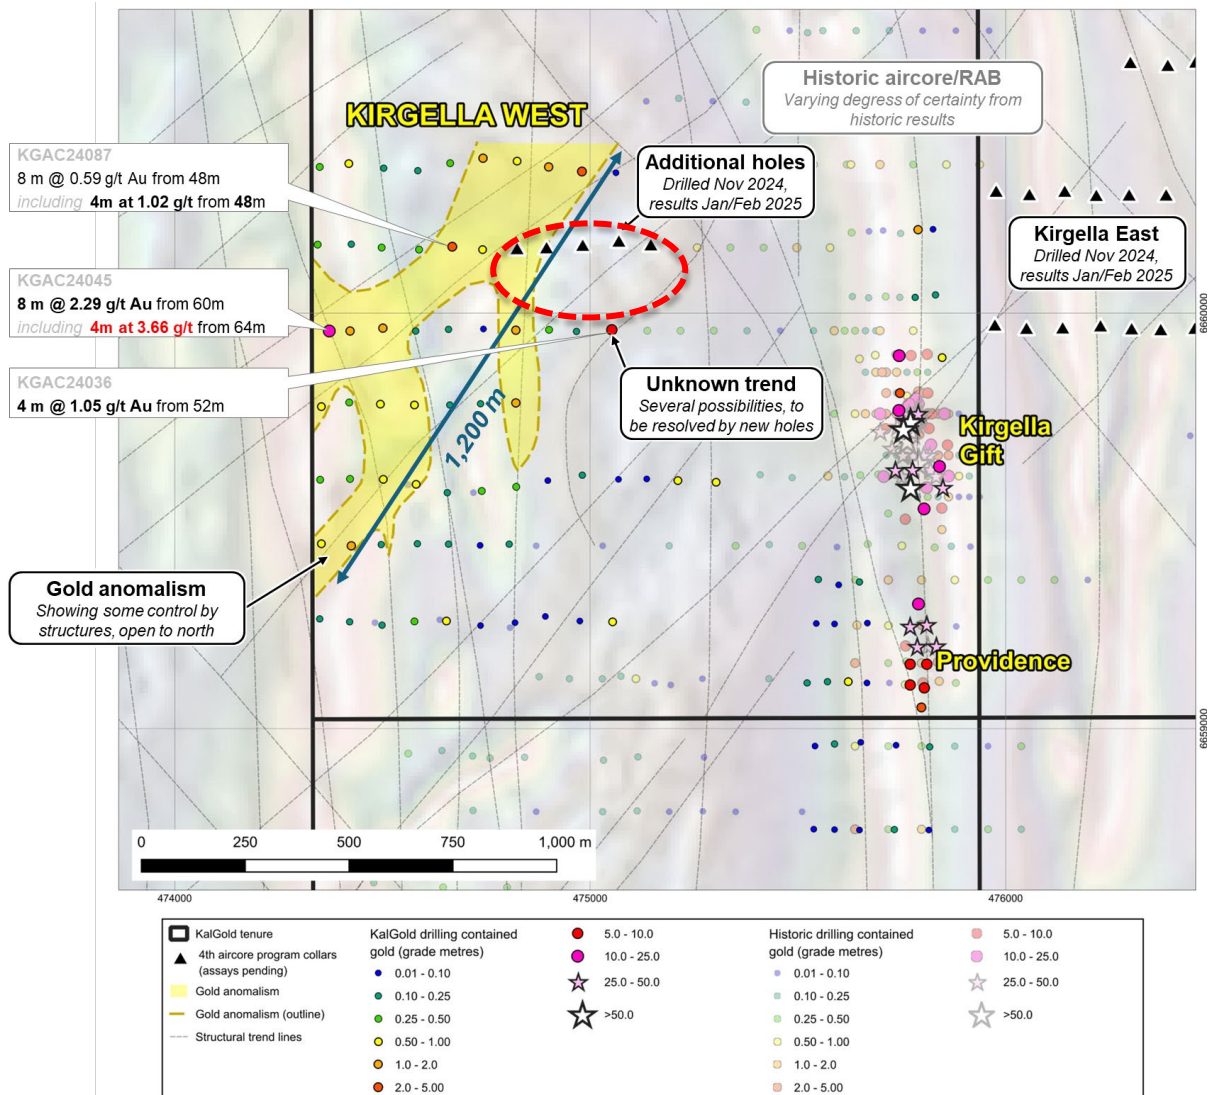 KIRGELLA WEST
Historic aircore/RAB
Varying degress of certainty from
historic results
KGAC24087
8 m @ 0.59 g/t Au from 48m
including 4m at 1.02 g/t from 48m
Additional holes
Drilled Nov 2024,
results Jan/Feb 2025
Kirgella East
Drilled Nov 2024,
results Jan/Feb 2025
KGAC24045
8 m @ 2.29 g/t Au from 60m
including 4m at 3.66 g/t from 64m
6660000
KGAC24036
4 m @ 1.05 g/t Au from 52m
Unknown trend
Several possibilities, to
be resolved by new holes
1,200 m
Kirgella
Gift
Gold anomalism
Showing some control by
structures, open to north
Providence
6659000
0 250 500 750 1,000 m
474000 475000 476000
KalGold tenure
4th aircore program collars
(assays pending)
Gold anomalism
Gold anomalism (outline)
Structural trend lines
KalGold drilling contained
gold (grade metres)
0.01 - 0.10
0.10 - 0.25
0.25 - 0.50
0.50 - 1.00
1.0 - 2.0
2.0 - 5.00
5.0 - 10.0
10.0 - 25.0
25.0 - 50.0
>50.0
Historic drilling contained
gold (grade metres)
0.01 - 0.10
0.10 - 0.25
0.25 - 0.50
0.50 - 1.00
1.0 - 2.0
2.0 - 5.00
5.0 - 10.0
10.0 - 25.0
25.0 - 50.0
>50.0